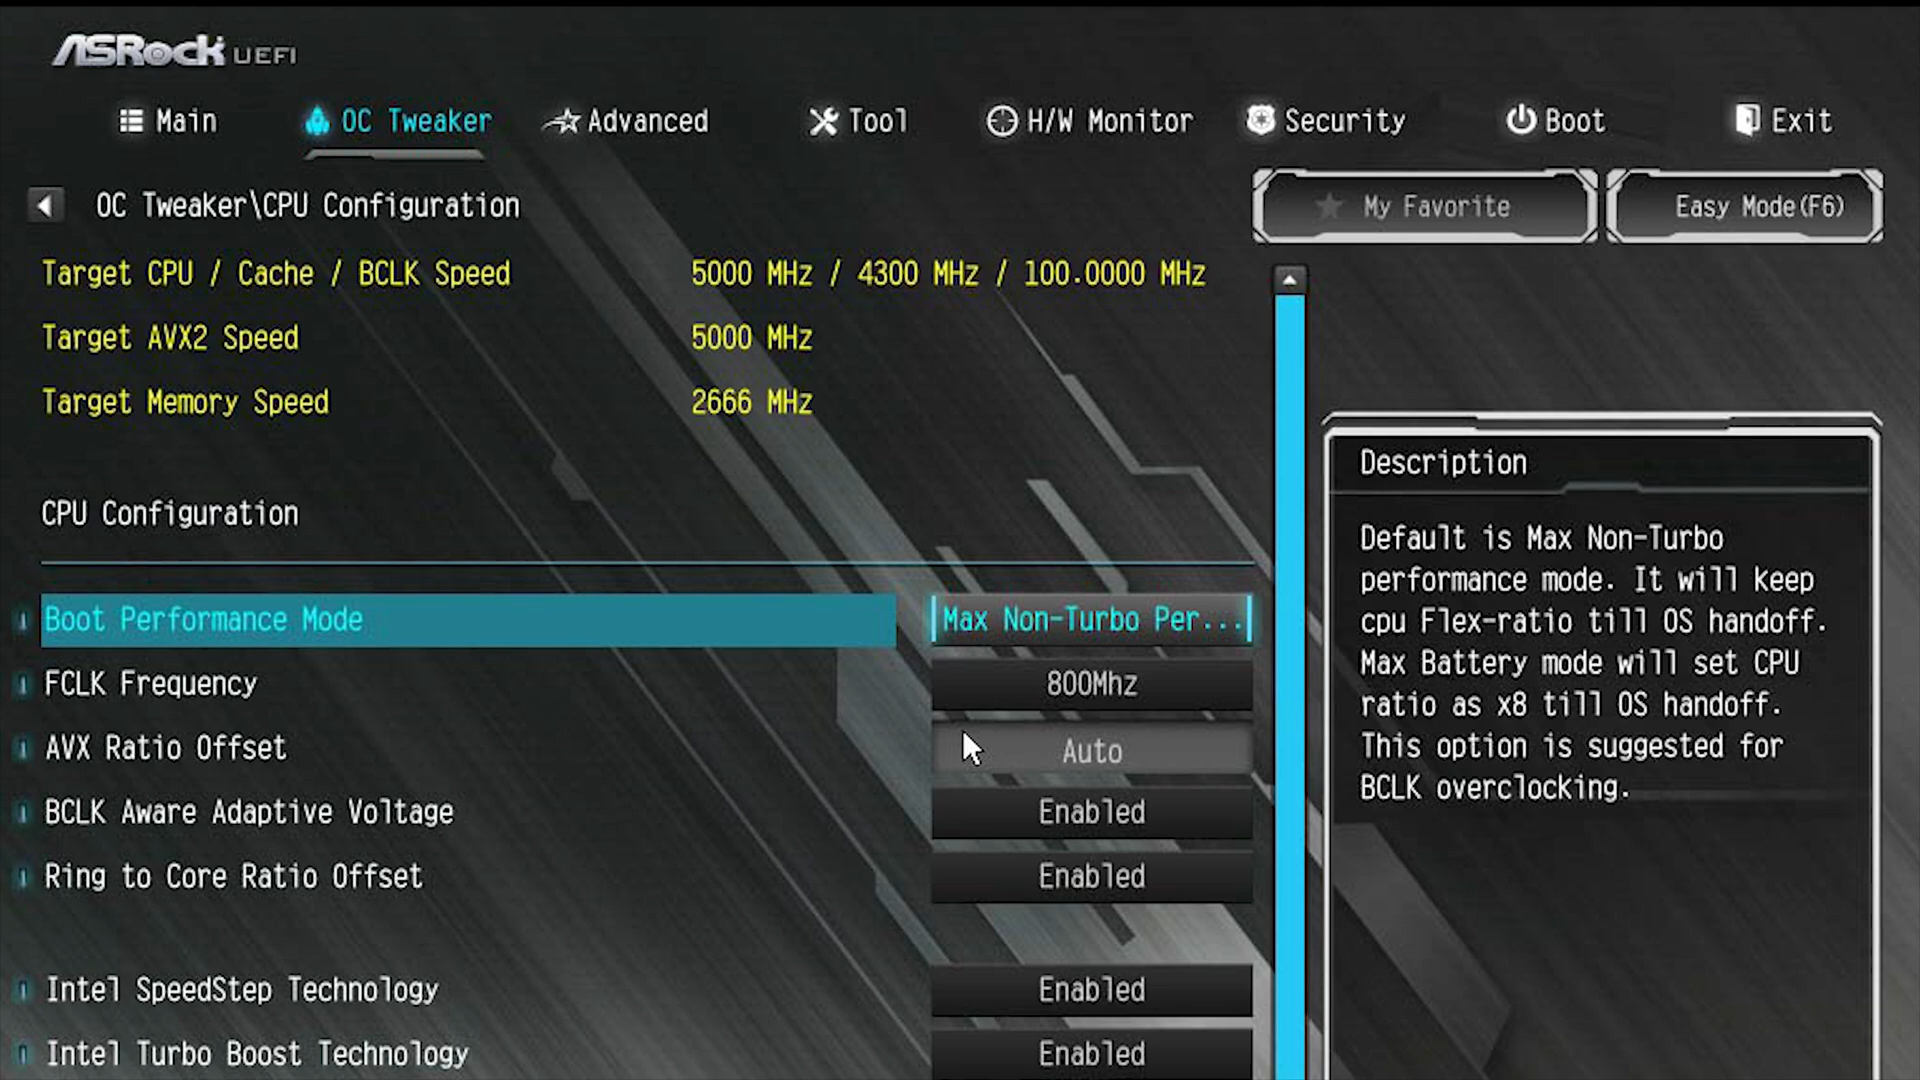 ASRock UEFI
Main OC Tweaker Advanced Tool H/W Monitor Security Boot Exit
My Favorite Easy Mode(F6)
OC Tweaker\CPU Configuration
Target CPU / Cache / BCLK Speed 5000 MHz / 4300 MHz / 100.0000 MHz
Target AVX2 Speed 5000 MHz
Target Memory Speed 2666 MHz
CPU Configuration
Boot Performance Mode Max Non-Turbo Per...
FCLK Frequency 800Mhz
AVX Ratio Offset Auto
BCLK Aware Adaptive Voltage Enabled
Ring to Core Ratio Offset Enabled
Intel SpeedStep Technology Enabled
Intel Turbo Boost Technology Enabled
Description
Default is Max Non-Turbo
performance mode. It will keep
cpu Flex-ratio till OS handoff.
Max Battery mode will set CPU
ratio as x8 till OS handoff.
This option is suggested for
BCLK overclocking.